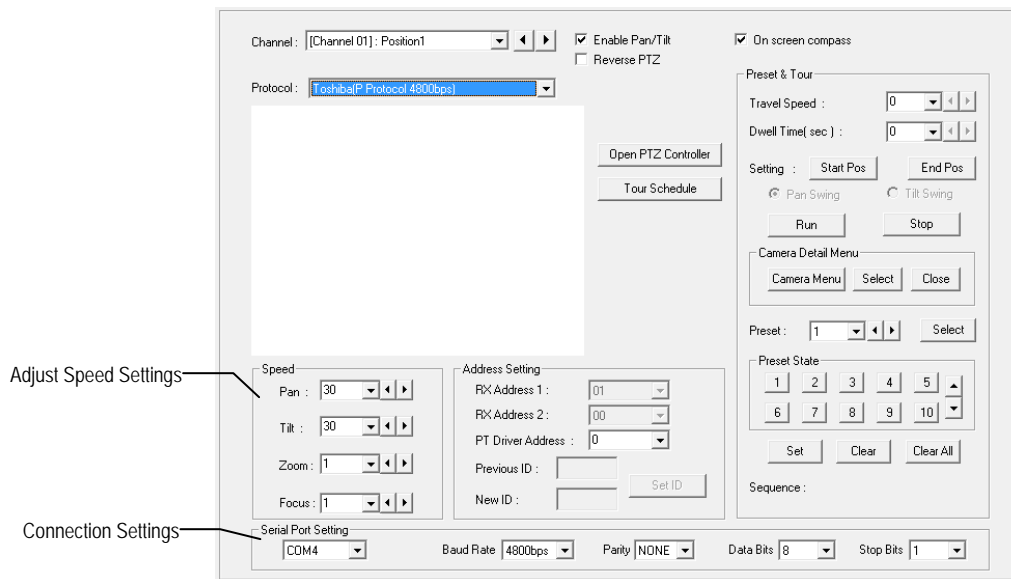 Channel : [Channel 01] : Position1
Enable Pan/Tilt
On screen compass
Reverse PTZ
Protocol : Toshiba(P Protocol 4800bps)
Open PTZ Controller
Tour Schedule
Preset & Tour
Travel Speed : 0
Dwell Time( sec ) : 0
Setting : Start Pos End Pos
Pan Swing Tilt Swing
Run Stop
Camera Detail Menu
Camera Menu Select Close
Preset : 1 Select
Preset State
1 2 3 4 5
6 7 8 9 10
Set Clear Clear All
Sequence :
Adjust Speed Settings
Speed
Pan : 30
Tilt : 30
Zoom : 1
Focus : 1
Address Setting
RX Address 1 : 01
RX Address 2 : 00
PT Driver Address : 0
Previous ID :
New ID :
Set ID
Connection Settings
Serial Port Setting
COM4 Baud Rate 4800bps Parity NONE Data Bits 8 Stop Bits 1